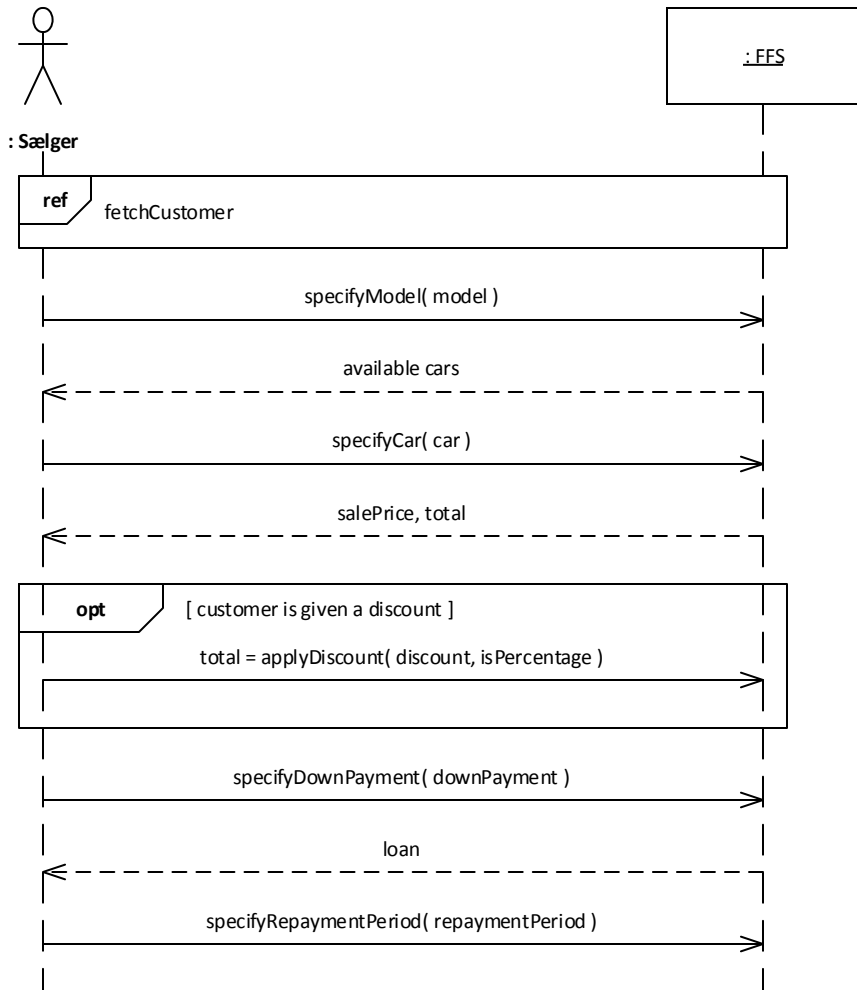 : FFS
: Sælger
ref
fetchCustomer
specifyModel( model )
available cars
specifyCar( car )
salePrice, total
opt [ customer is given a discount ]
total = applyDiscount( discount, isPercentage )
specifyDownPayment( downPayment )
loan
specifyRepaymentPeriod( repaymentPeriod )